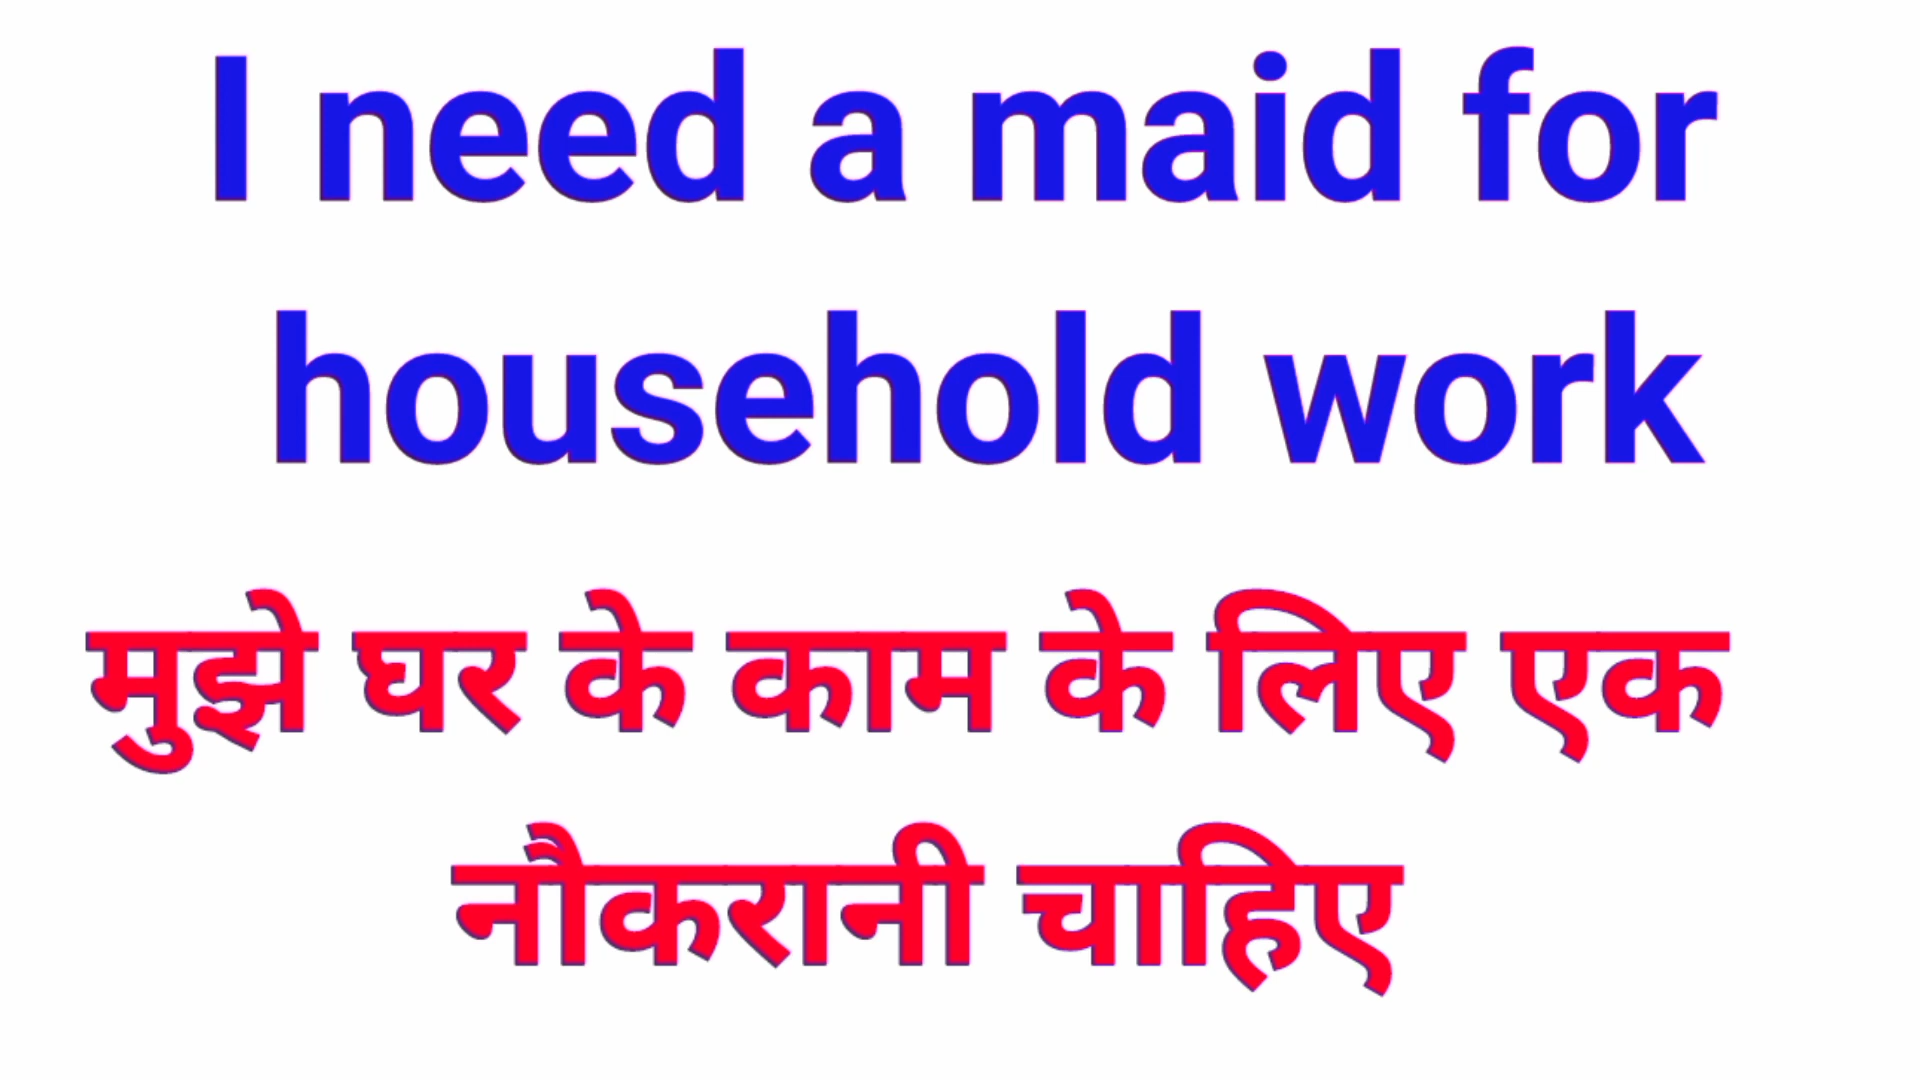 I need a maid for
household work
मुझे घर के काम के लिए एक
नौकरानी चाहिए